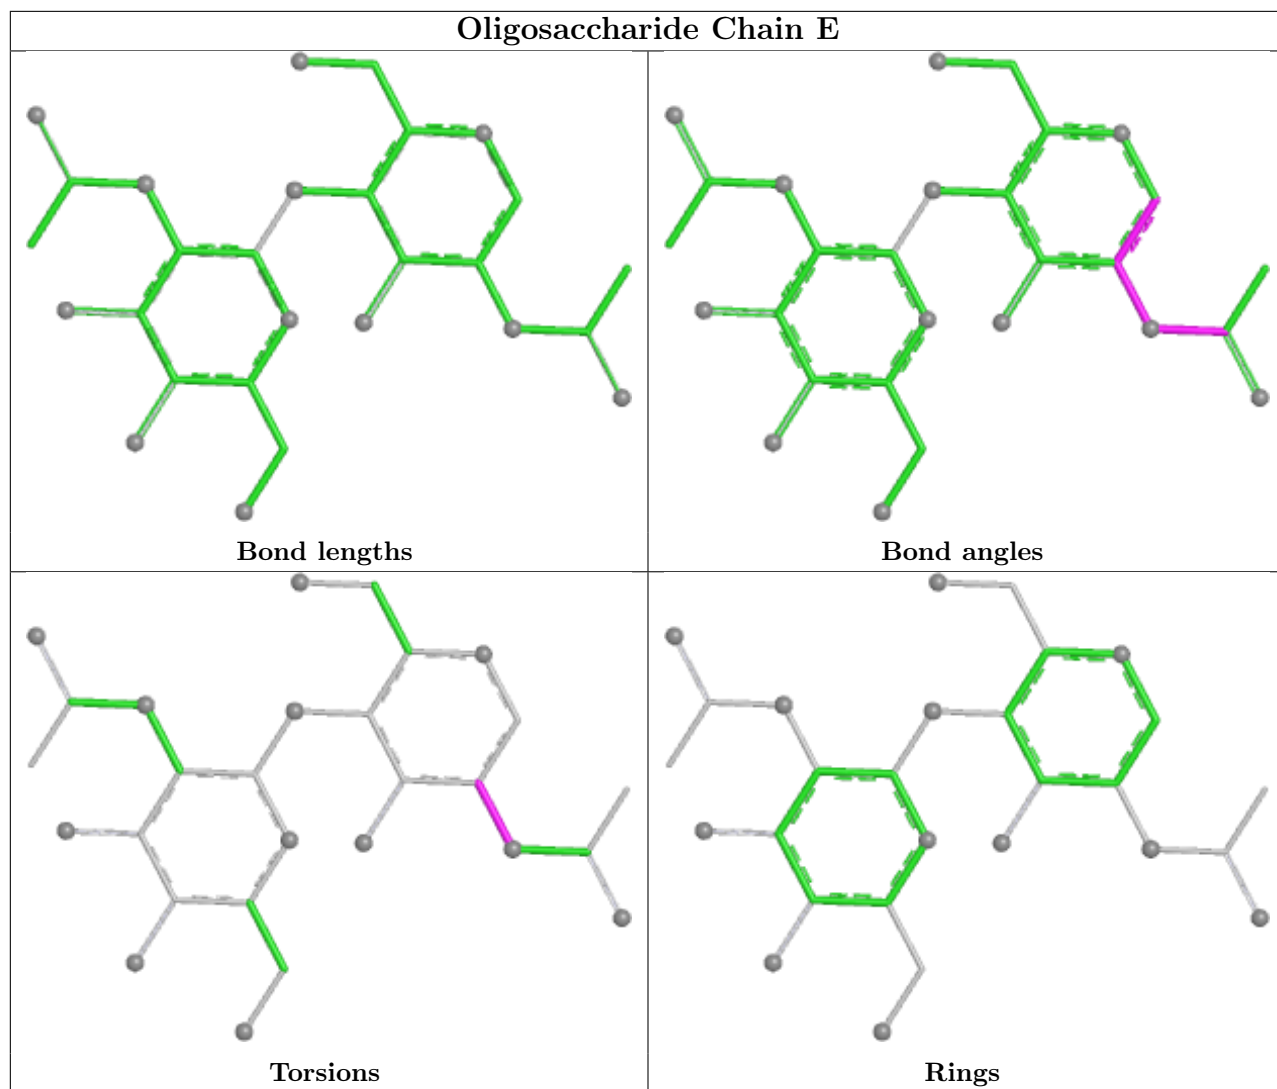 Oligosaccharide Chain E
Bond lengths
Bond angles
Torsions
Rings